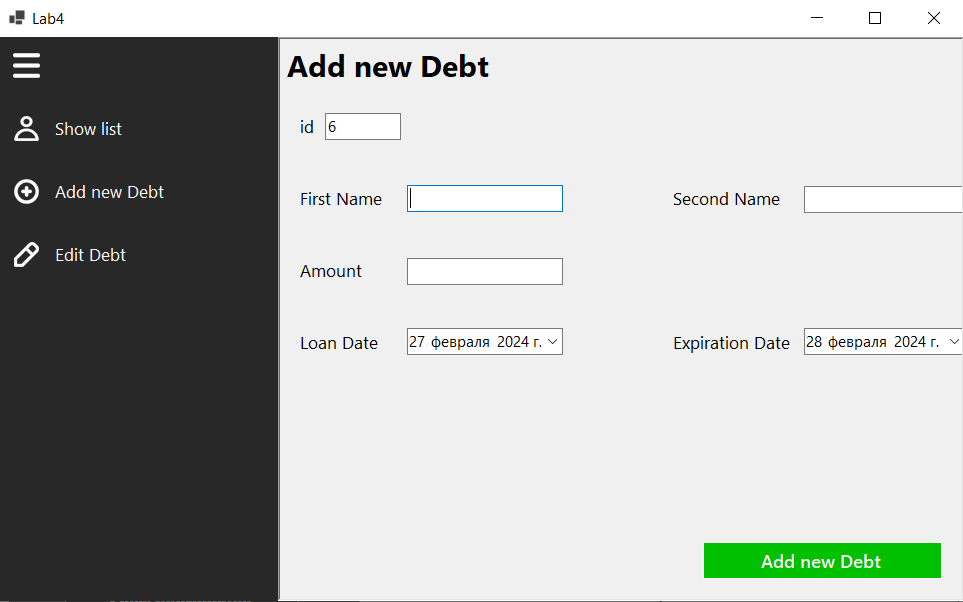 Lab4
Show list
Add new Debt
Edit Debt
Add new Debt
id 6
First Name
Second Name
Amount
Loan Date 27 февраля 2024 г.
Expiration Date 28 февраля 2024 г.
Add new Debt